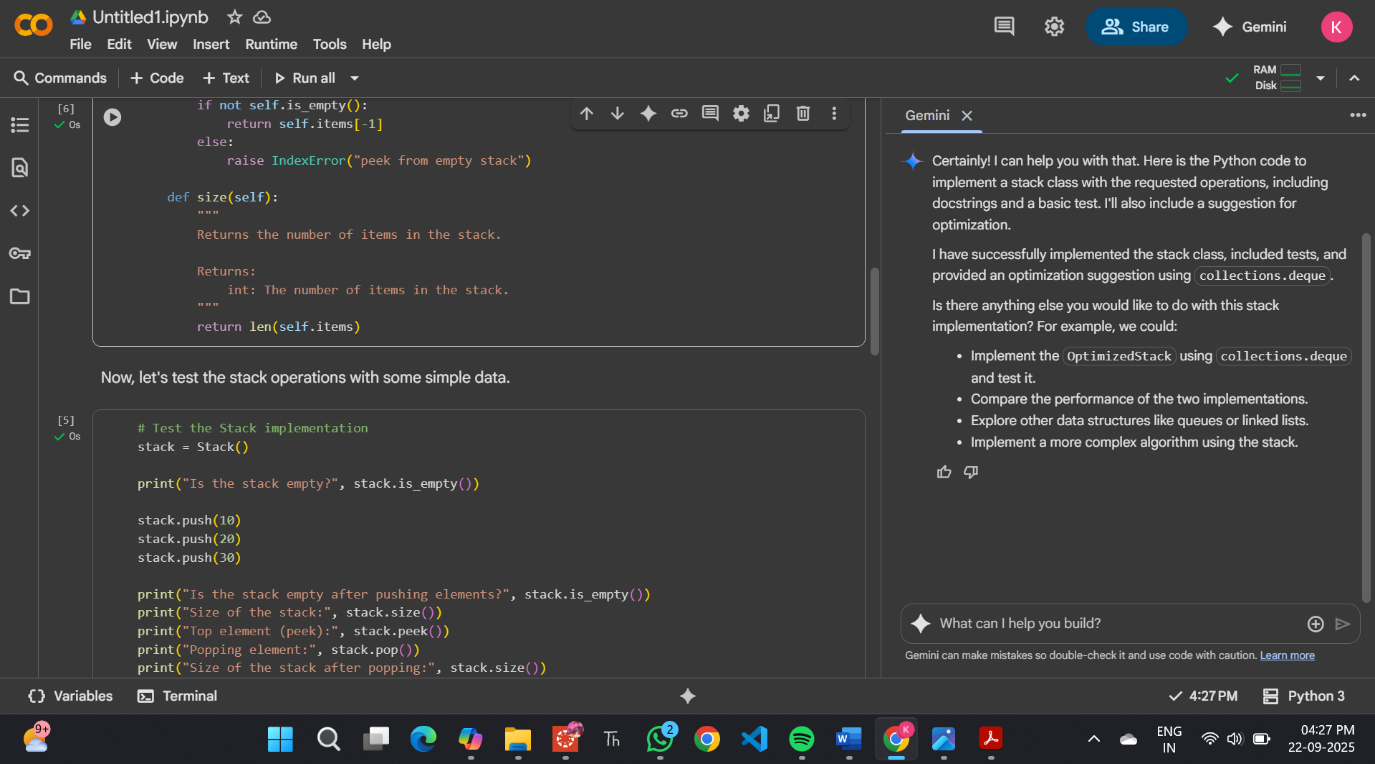 Untitled1.ipynb
File Edit View Insert Runtime Tools Help
Share
Gemini
K
Commands + Code + Text Run all
RAM
Disk
[6]
0s
if not self.is_empty():
return self.items[-1]
else:
raise IndexError("peek from empty stack")
def size(self):
"""
Returns the number of items in the stack.
Returns:
int: The number of items in the stack.
"""
return len(self.items)
Now, let's test the stack operations with some simple data.
[5]
0s
# Test the Stack implementation
stack = Stack()
print("Is the stack empty?", stack.is_empty())
stack.push(10)
stack.push(20)
stack.push(30)
print("Is the stack empty after pushing elements?", stack.is_empty())
print("Size of the stack:", stack.size())
print("Top element (peek):", stack.peek())
print("Popping element:", stack.pop())
print("Size of the stack after popping:", stack.size())
Gemini
Certainly! I can help you with that. Here is the Python code to
implement a stack class with the requested operations, including
docstrings and a basic test. I'll also include a suggestion for
optimization.
I have successfully implemented the stack class, included tests, and
provided an optimization suggestion using collections.deque.
Is there anything else you would like to do with this stack
implementation? For example, we could:
• Implement the OptimizedStack using collections.deque
and test it.
• Compare the performance of the two implementations.
• Explore other data structures like queues or linked lists.
• Implement a more complex algorithm using the stack.
What can I help you build?
Gemini can make mistakes so double-check it and use code with caution. Learn more
{} Variables Terminal
4:27 PM Python 3
9+
Th
2
W
K
ENG
IN
04:27 PM
22-09-2025